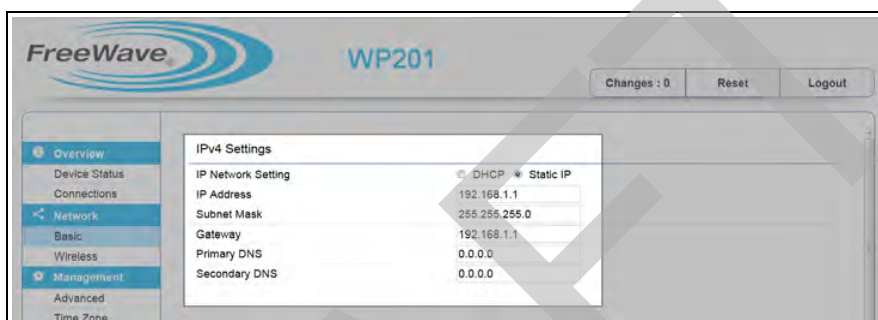 FreeWave®
WP201
Changes : 0 Reset Logout
Overview
Device Status
Connections
Network
Basic
Wireless
Management
Advanced
Time Zone
IPv4 Settings
IP Network Setting DHCP Static IP
IP Address 192.168.1.1
Subnet Mask 255.255.255.0
Gateway 192.168.1.1
Primary DNS 0.0.0.0
Secondary DNS 0.0.0.0